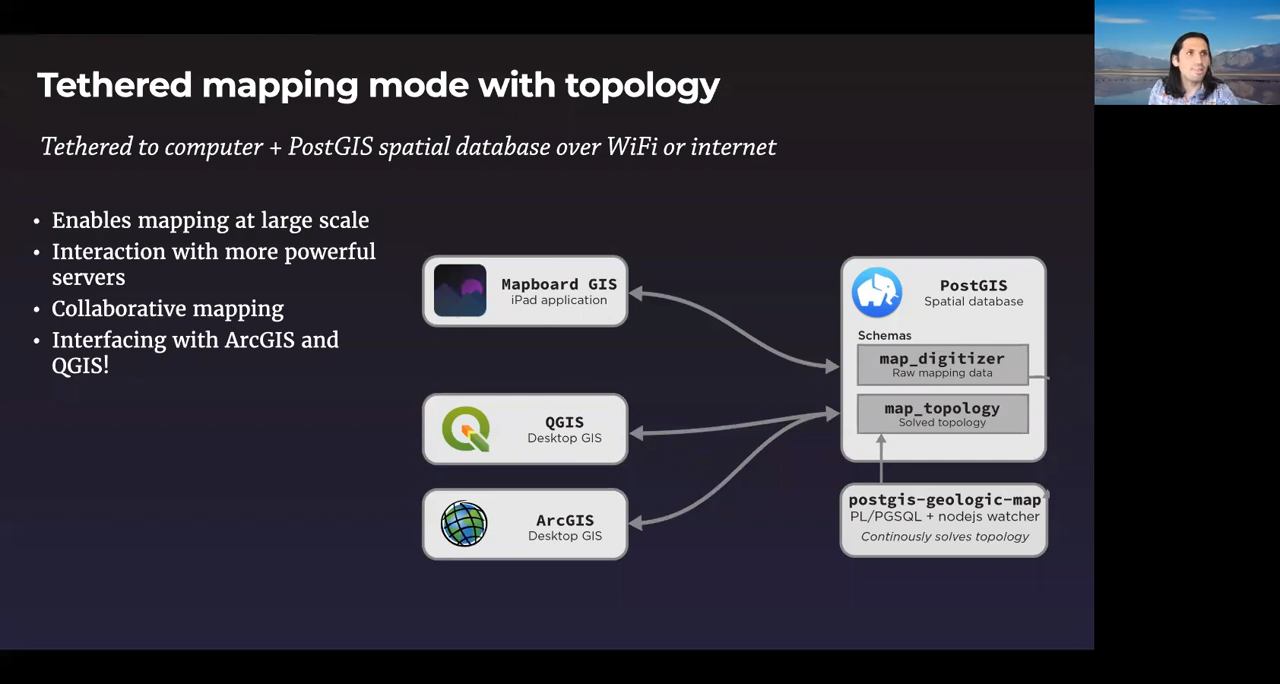 Tethered mapping mode with topology
Tethered to computer + PostGIS spatial database over WiFi or internet
• Enables mapping at large scale
• Interaction with more powerful
servers
• Collaborative mapping
• Interfacing with ArcGIS and
QGIS!
Mapboard GIS
iPad application
QGIS
Desktop GIS
ArcGIS
Desktop GIS
PostGIS
Spatial database
Schemas
map_digitizer
Raw mapping data
map_topology
Solved topology
postgis-geologic-map
PL/PGSQL + nodejs watcher
Continously solves topology